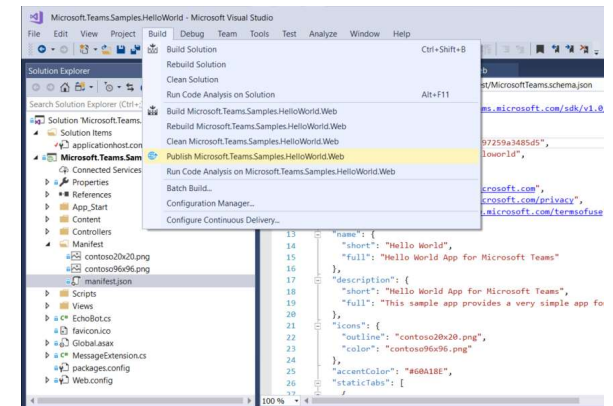 Microsoft.Teams.Samples.HelloWorld - Microsoft Visual Studio
File Edit View Project Build Debug Team Tools Test Analyze Window Help
Build Solution Ctrl+Shift+B
Rebuild Solution
Clean Solution
Run Code Analysis on Solution Alt+F11
Build Microsoft.Teams.Samples.HelloWorld.Web
Rebuild Microsoft.Teams.Samples.HelloWorld.Web
Clean Microsoft.Teams.Samples.HelloWorld.Web
Publish Microsoft.Teams.Samples.HelloWorld.Web
Run Code Analysis on Microsoft.Teams.Samples.HelloWorld.Web
Batch Build...
Configuration Manager...
Configure Continuous Delivery...
Solution Explorer
Search Solution Explorer (Ctrl+
Solution 'Microsoft.Teams.
Solution Items
applicationhost.con
Microsoft.Teams.Sam
Connected Services
Properties
References
App_Start
Content
Controllers
Manifest
contoso20x20.png
contoso96x96.png
manifest.json
Scripts
Views
EchoBot.cs
favicon.ico
Global.asax
MessageExtension.cs
packages.config
Web.config
est/MicrosoftTeams.schema.json
ms.microsoft.com/sdk/v1.0
97259a3485d5",
loworld",
crosoft.com",
crosoft.com/privacy",
.microsoft.com/termsofuse
13 "name": {
14 "short": "Hello World",
15 "full": "Hello World App for Microsoft Teams"
16 },
17 "description": {
18 "short": "Hello World App for Microsoft Teams",
19 "full": "This sample app provides a very simple app fo
20 },
21 "icons": {
22 "outline": "contoso20x20.png",
23 "color": "contoso96x96.png"
24 },
25 "accentColor": "#60A18E",
26 "staticTabs": [
100 %